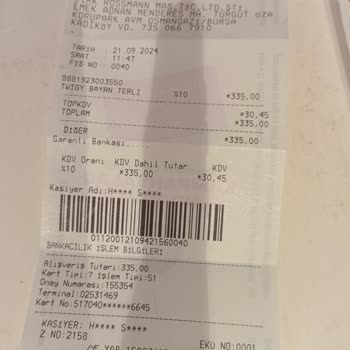 ROSSMANN MAĞ.TİC.LTD.ŞTİ.
EMEK ADNAN MENDERES MA. TURGUT ÖZA
KORUPARK AVM OSMANGAZİ/BURSA
KADIKÖY VD. 735 066 7910
TARİH : 21.09.2024
SAAT : 11:47
FİŞ NO : 0040
8681923003550
TWIGY BAYAN TERLİ %10 *335,00
TOPKDV *30,45
TOPLAM *335,00
DİĞER
Garanti Bankası... *335,00
KDV Oranı KDV Dahil Tutar KDV
%10 *335,00 *30,45
Kasiyer Adı:H**** S****
01120012109421560040
BANKACILIK İŞLEM BİLGİLERİ
Alışveriş Tutarı:335,00
Kart Tipi:7 İşlem Tipi:51
Onay Numarası:155354
Terminal:02531469
Kart No:517040******6645
KASİYER: H**** S****
Z NO:2158 EKÜ NO:0001